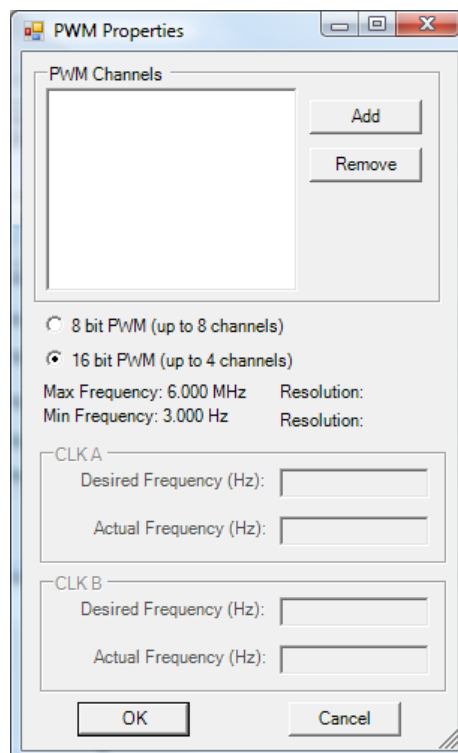 PWM Properties
PWM Channels
Add
Remove
8 bit PWM (up to 8 channels)
16 bit PWM (up to 4 channels)
Max Frequency: 6.000 MHz Resolution:
Min Frequency: 3.000 Hz Resolution:
CLK A
Desired Frequency (Hz):
Actual Frequency (Hz):
CLK B
Desired Frequency (Hz):
Actual Frequency (Hz):
OK Cancel